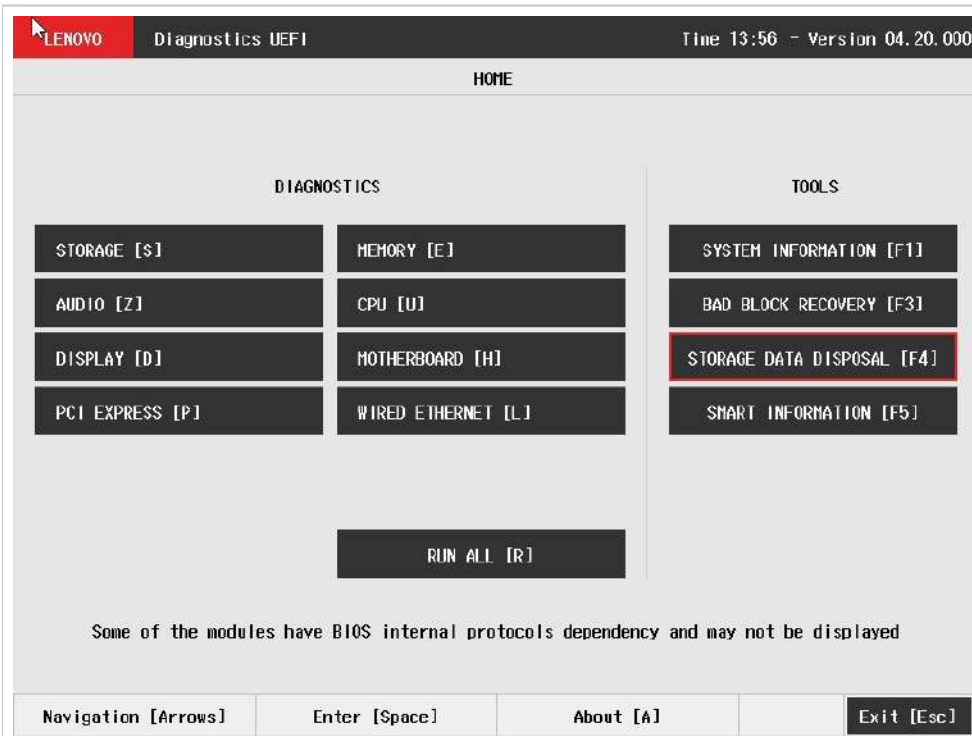 LENOVO Diagnostics UEFI Time 13:56 - Version 04.20.000
HOME
DIAGNOSTICS
STORAGE [S] MEMORY [E]
AUDIO [Z] CPU [U]
DISPLAY [D] MOTHERBOARD [H]
PCI EXPRESS [P] WIRED ETHERNET [L]
RUN ALL [R]
TOOLS
SYSTEM INFORMATION [F1]
BAD BLOCK RECOVERY [F3]
STORAGE DATA DISPOSAL [F4]
SMART INFORMATION [F5]
Some of the modules have BIOS internal protocols dependency and may not be displayed
Navigation [Arrows] Enter [Space] About [A] Exit [Esc]